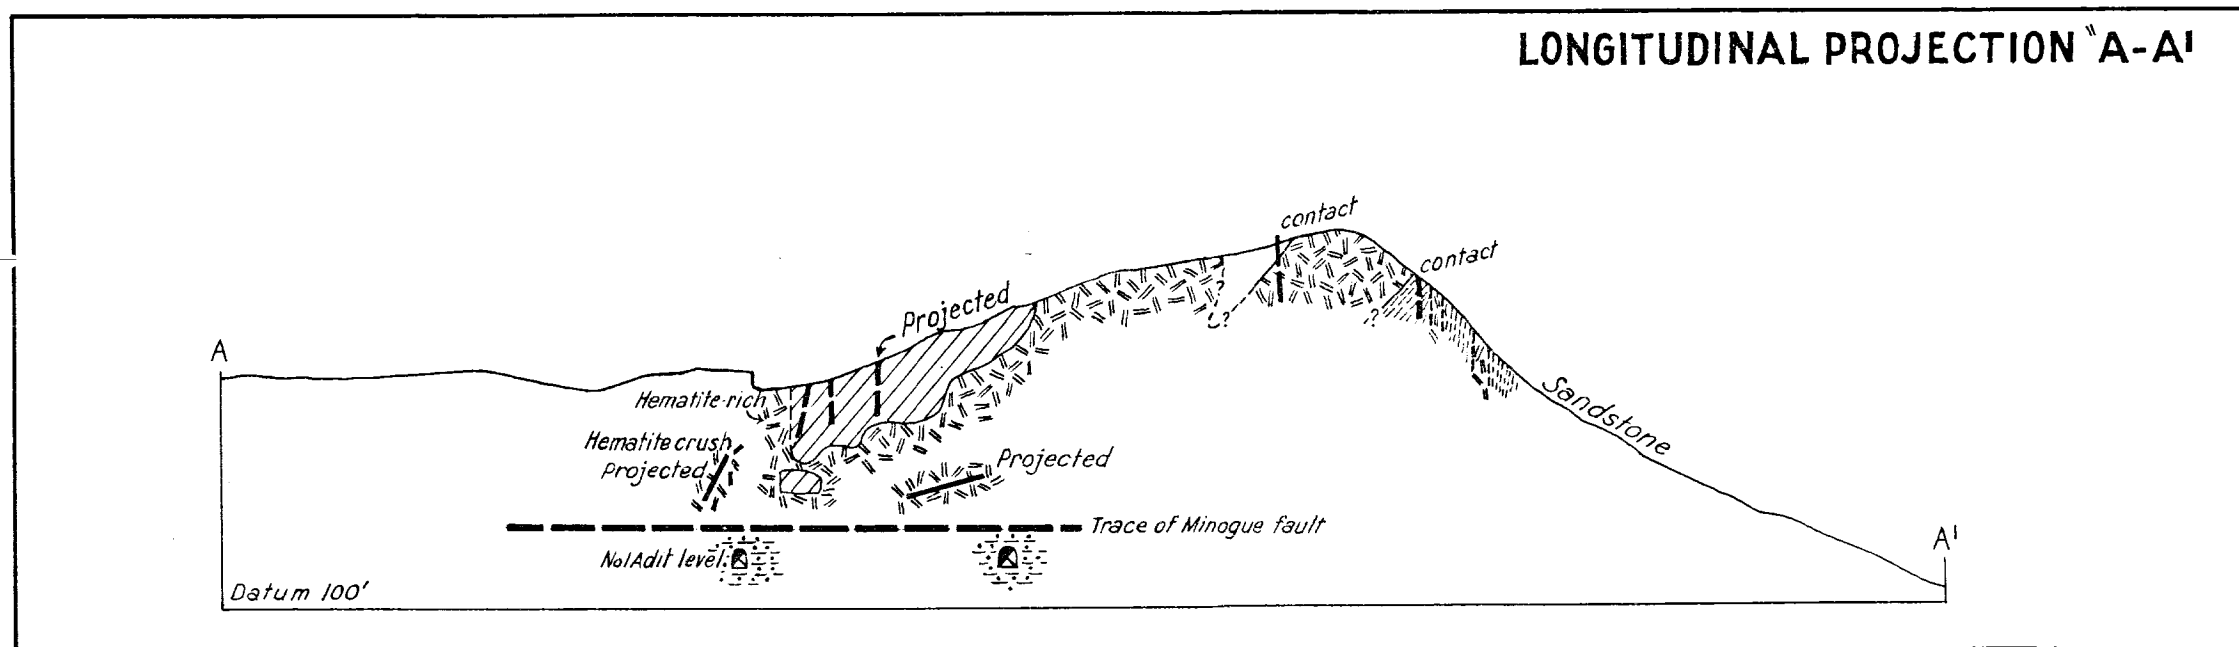 LONGITUDINAL PROJECTION "A-A'
contact
contact
Projected
A
Hematite-rich
Sandstone
Hematite crush
Projected
Projected
Trace of Minogue fault
No1 Adit level
A'
Datum 100'
?
?
?